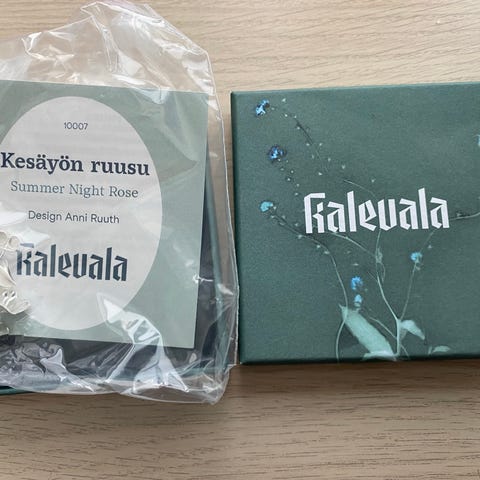 10007
Kesäyön ruusu
Summer Night Rose
Design Anni Ruuth
Kalevala
Kalevala